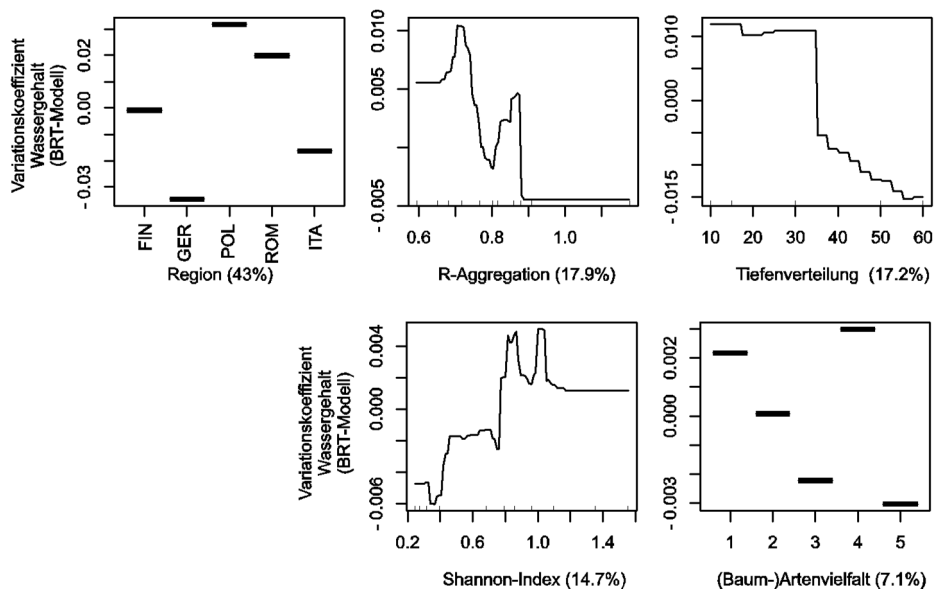 Variationskoeffizient
Wassergehalt
(BRT-Modell)
0.02
0.00
- 0.03
FIN
GER
POL
ROM
ITA
Region (43%)
0.010
0.005
-0.005
0.6
0.8
1.0
R-Aggregation (17.9%)
0.010
0.000
-0.015
10
20
30
40
50
60
Tiefenverteilung (17.2%)
Variationskoeffizient
Wassergehalt
(BRT-Modell)
0.004
0.000
- 0.006
0.2
0.6
1.0
1.4
Shannon-Index (14.7%)
0.002
0.000
-0.003
1
2
3
4
5
(Baum-)Artenvielfalt (7.1%)